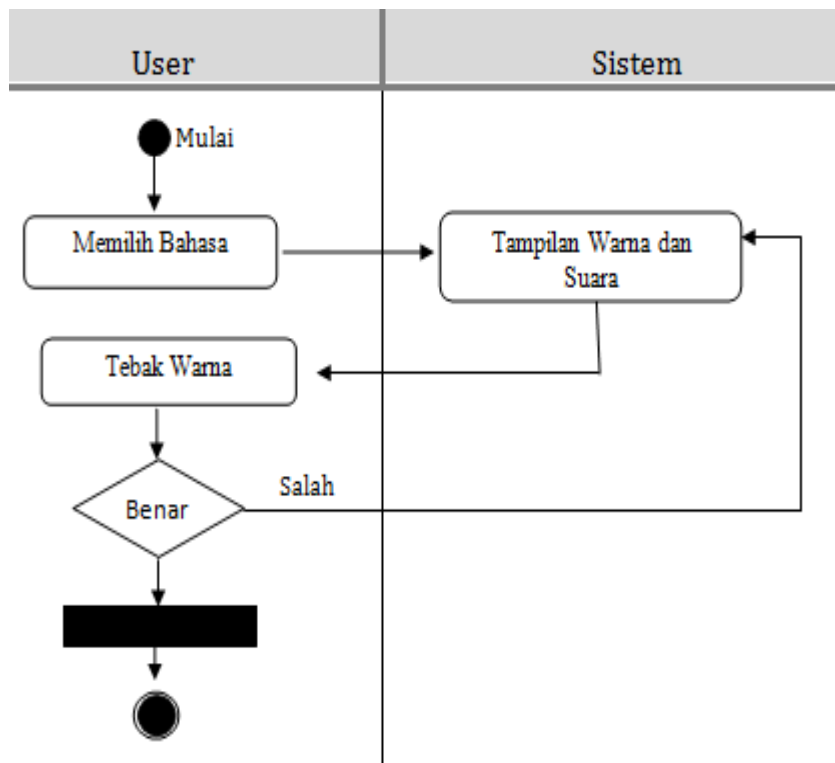 User
Sistem
Mulai
Memilih Bahasa
Tampilan Warna dan
Suara
Tebak Warna
Salah
Benar